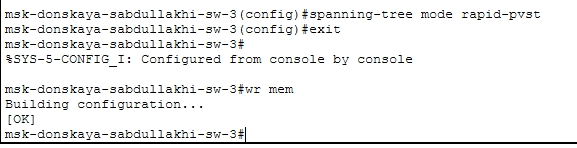 msk-donskaya-sabdullakhi-sw-3(config)#spanning-tree mode rapid-pvst
msk-donskaya-sabdullakhi-sw-3(config)#exit
msk-donskaya-sabdullakhi-sw-3#
%SYS-5-CONFIG_I: Configured from console by console
msk-donskaya-sabdullakhi-sw-3#wr mem
Building configuration...
[OK]
msk-donskaya-sabdullakhi-sw-3#